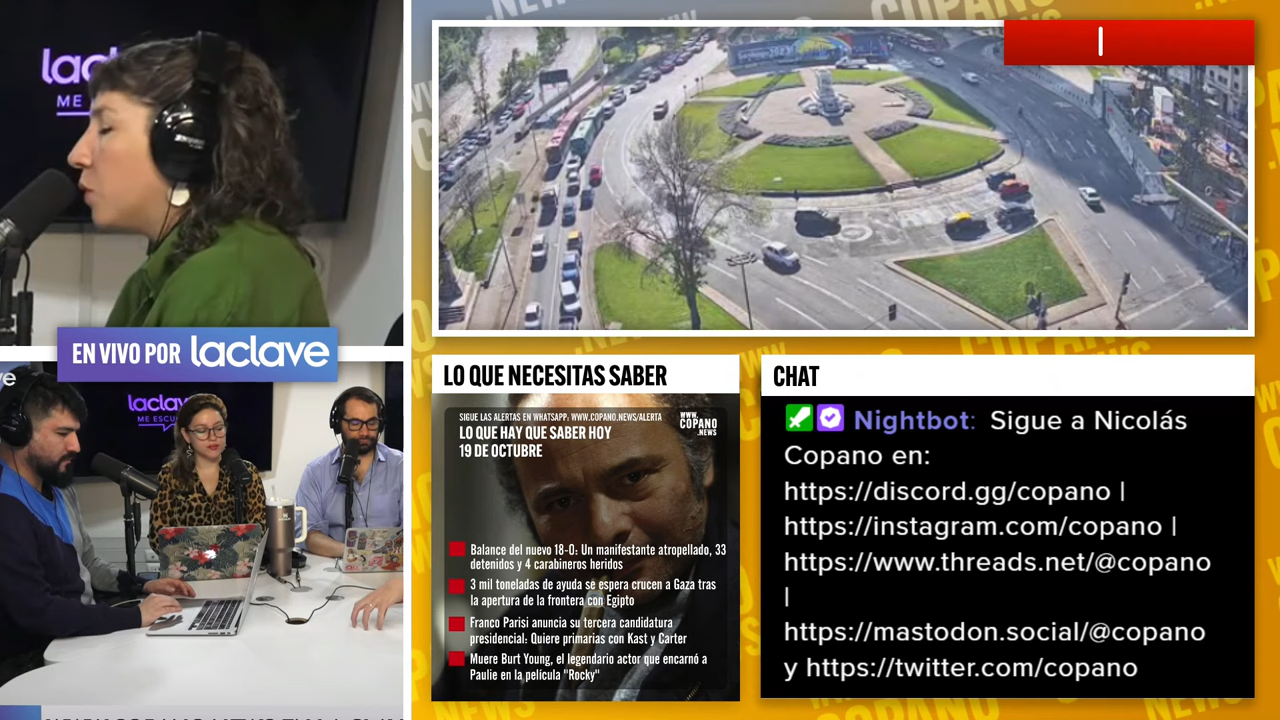 lac
ME
EN VIVO POR laclave
laclav
ME ESCU
LO QUE NECESITAS SABER
SIGUE LAS ALERTAS EN WHATSAPP: WWW.COPANO.NEWS/ALERTA
LO QUE HAY QUE SABER HOY
19 DE OCTUBRE
WWW.
COPANO
.NEWS
Balance del nuevo 18-O: Un manifestante atropellado, 33
detenidos y 4 carabineros heridos
3 mil toneladas de ayuda se espera crucen a Gaza tras
la apertura de la frontera con Egipto
Franco Parisi anuncia su tercera candidatura
presidencial: Quiere primarias con Kast y Carter
Muere Burt Young, el legendario actor que encarnó a
Paulie en la película "Rocky"
CHAT
Nightbot: Sigue a Nicolás
Copano en:
https://discord.gg/copano |
https://instagram.com/copano |
https://www.threads.net/@copano
|
https://mastodon.social/@copano
y https://twitter.com/copano